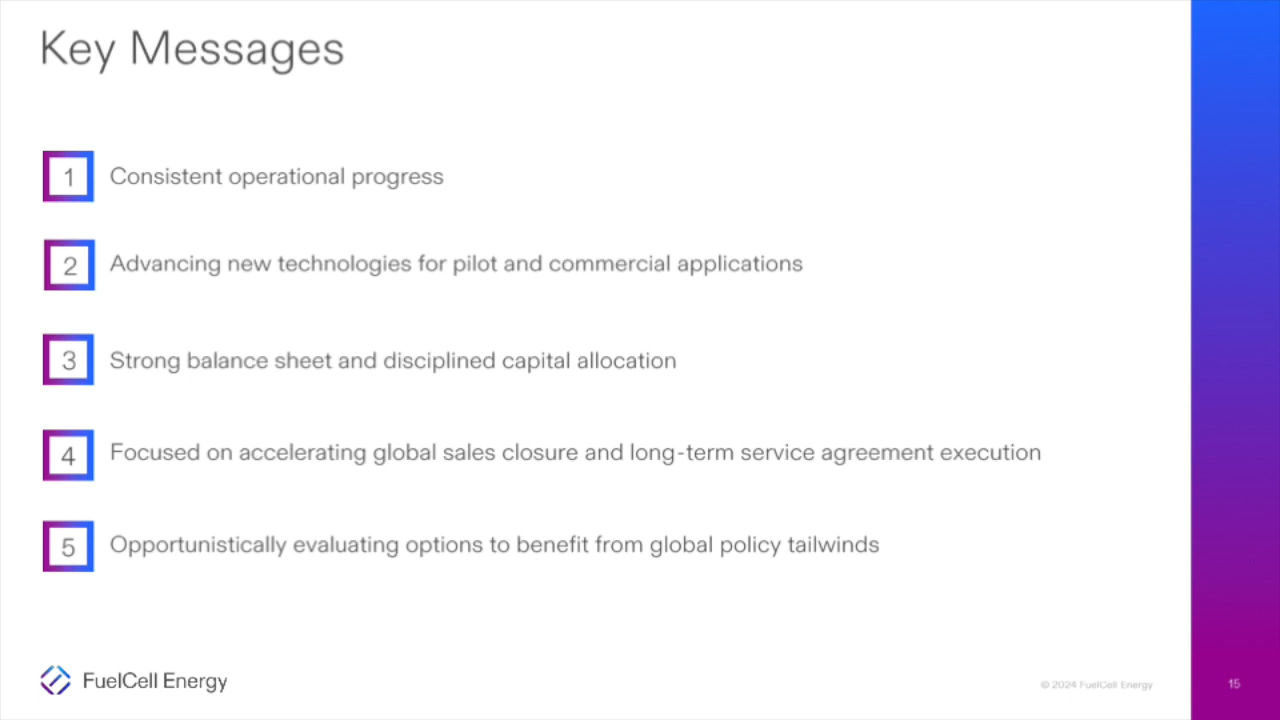 Key Messages
1 Consistent operational progress
2 Advancing new technologies for pilot and commercial applications
3 Strong balance sheet and disciplined capital allocation
4 Focused on accelerating global sales closure and long-term service agreement execution
5 Opportunistically evaluating options to benefit from global policy tailwinds
FuelCell Energy
© 2024 FuelCell Energy
15